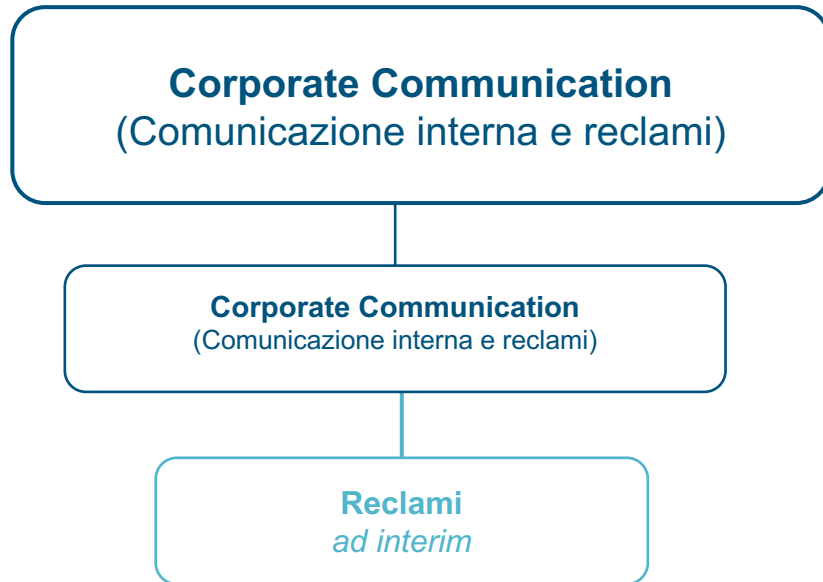 Corporate Communication
(Comunicazione interna e reclami)
Corporate Communication
(Comunicazione interna e reclami)
Reclami
ad interim